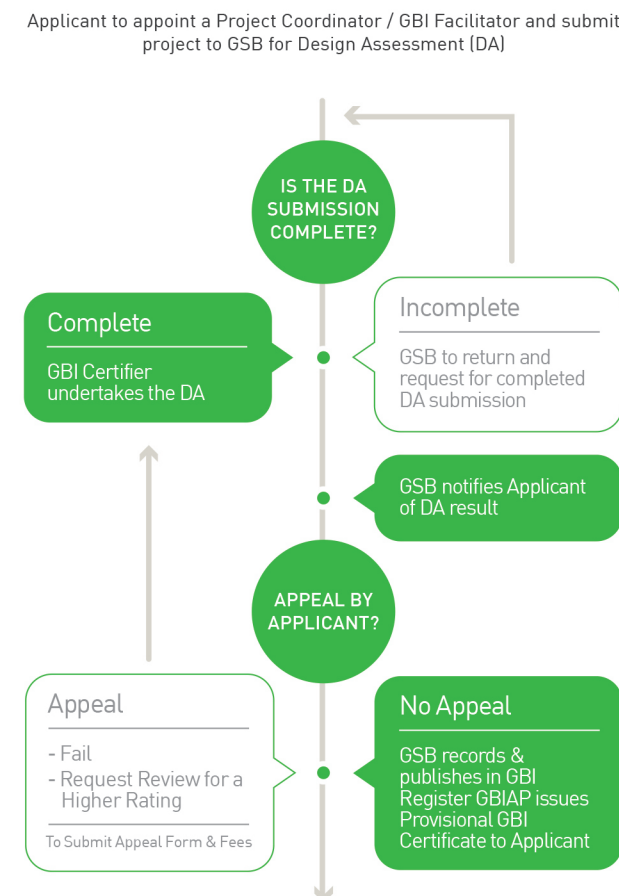 Applicant to appoint a Project Coordinator / GBI Facilitator and submit
project to GSB for Design Assessment (DA)
IS THE DA
SUBMISSION
COMPLETE?
Complete
GBI Certifier
undertakes the DA
Incomplete
GSB to return and
request for completed
DA submission
GSB notifies Applicant
of DA result
APPEAL BY
APPLICANT?
Appeal
- Fail
- Request Review for a
Higher Rating
To Submit Appeal Form & Fees
No Appeal
GSB records &
publishes in GBI
Register GBIAP issues
Provisional GBI
Certificate to Applicant